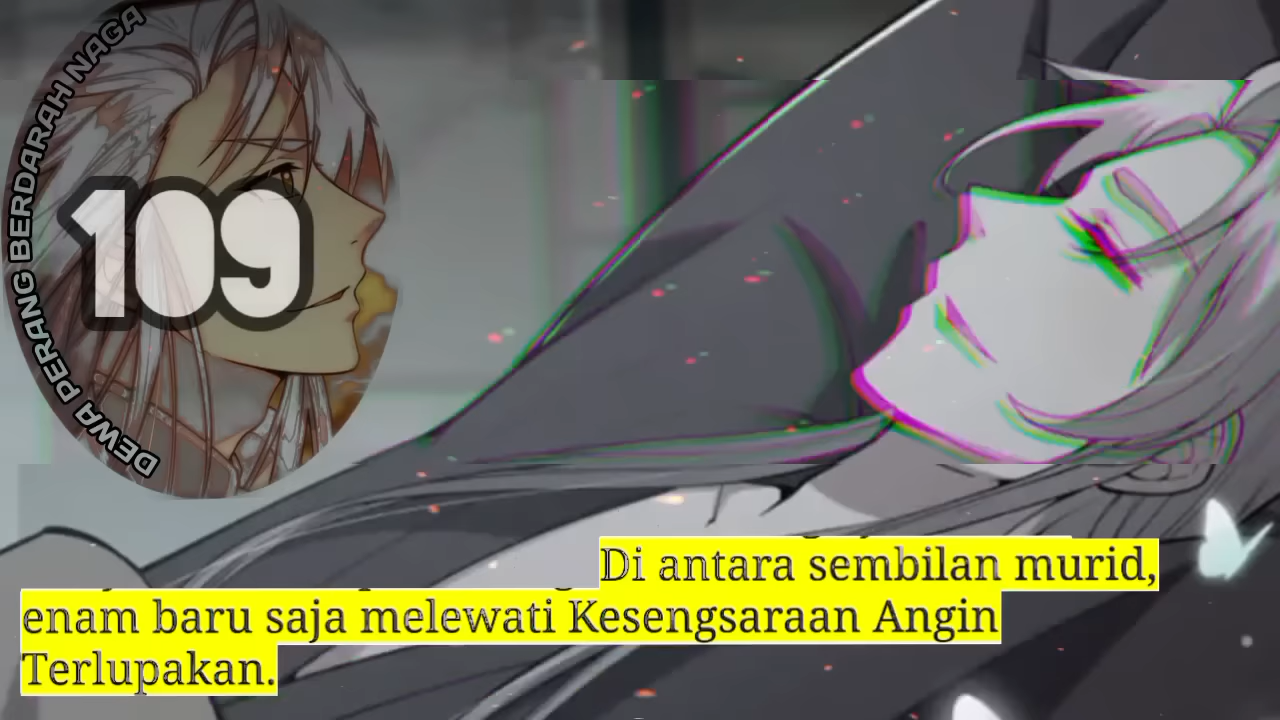 DEWA PERANG BERDARAH NAGA
109
Di antara sembilan murid,
enam baru saja melewati Kesengsaraan Angin
Terlupakan.